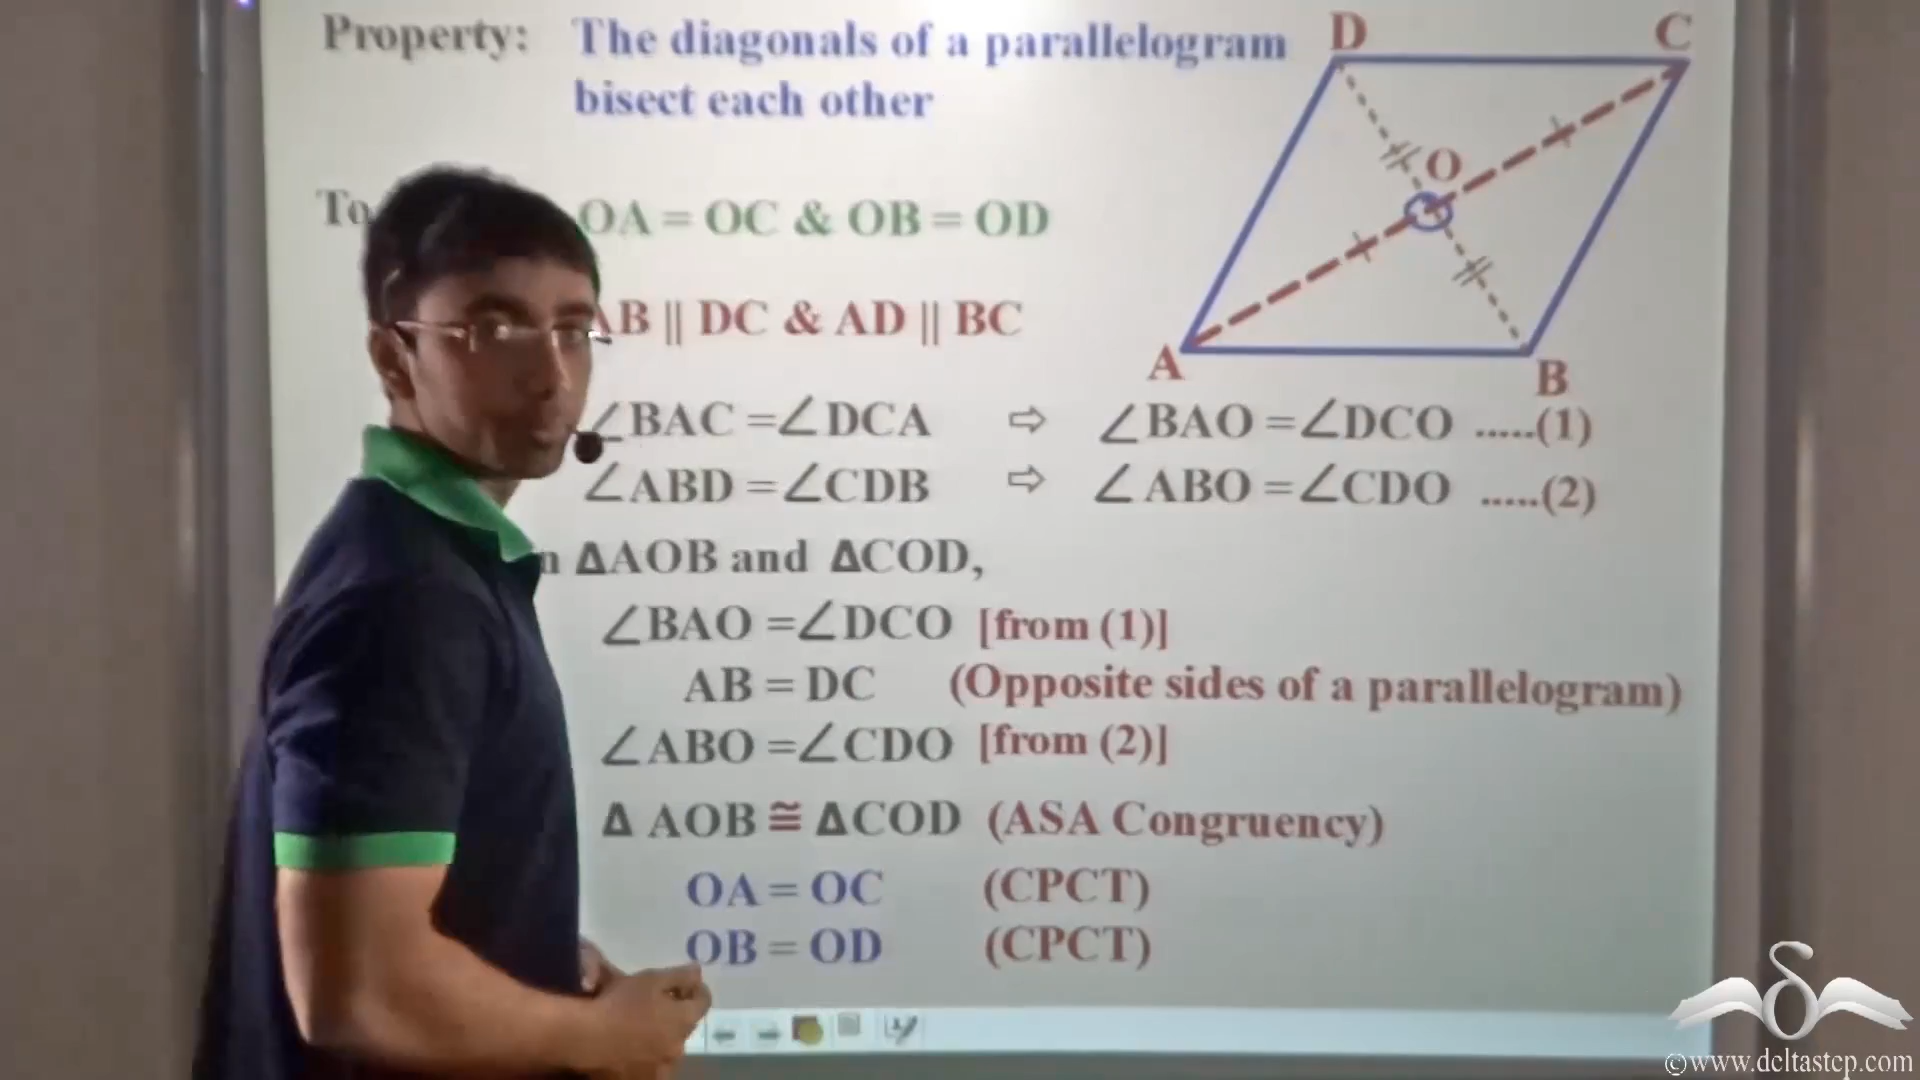 Property: The diagonals of a parallelogram
bisect each other
D C
O
A B
To OA = OC & OB = OD
AB || DC & AD || BC
∠BAC =∠DCA ⇨ ∠BAO =∠DCO .....(1)
∠ABD =∠CDB ⇨ ∠ABO =∠CDO .....(2)
n ΔAOB and ΔCOD,
∠BAO =∠DCO [from (1)]
AB = DC (Opposite sides of a parallelogram)
∠ABO =∠CDO [from (2)]
Δ AOB ≅ ΔCOD (ASA Congruency)
OA = OC (CPCT)
OB = OD (CPCT)
©www.deltastep.com